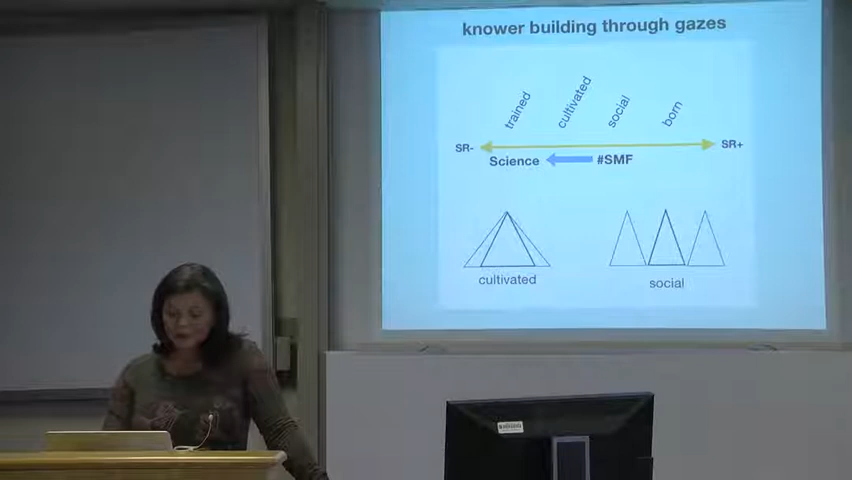 knower building through gazes
trained
cultivated
social
born
SR-
SR+
Science
#SMF
cultivated
social